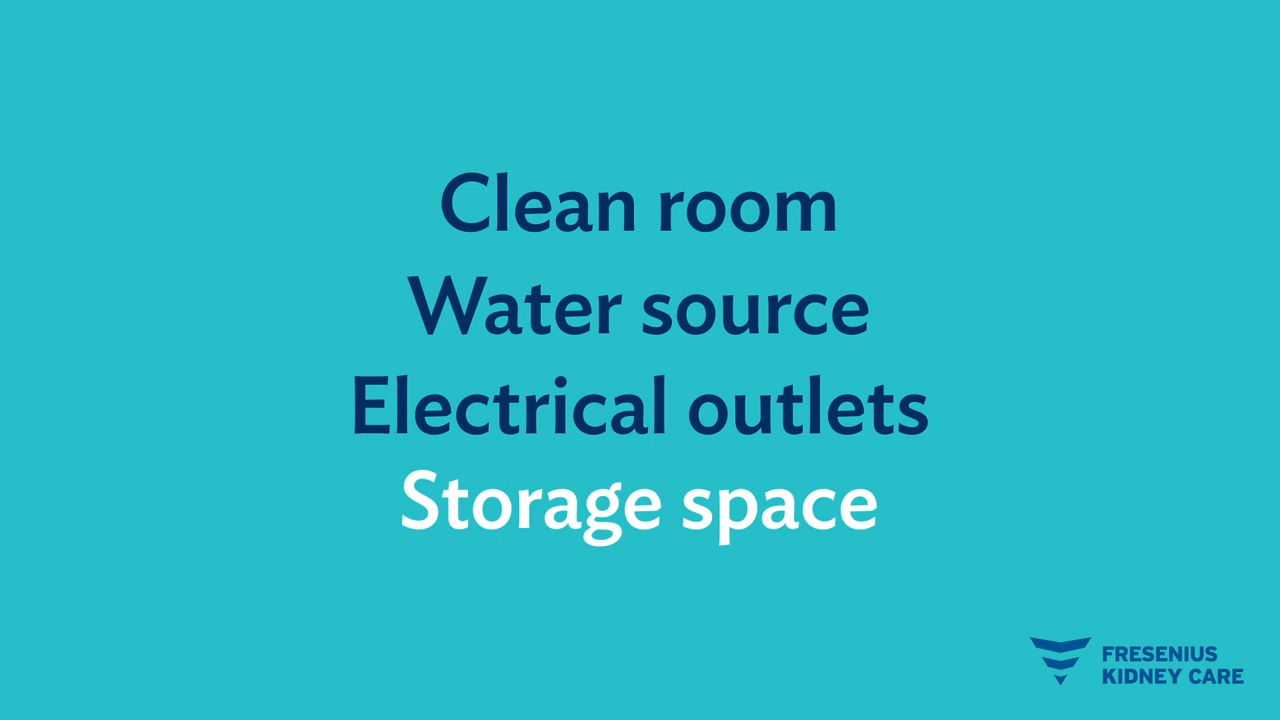 Clean room
Water source
Electrical outlets
Storage space
FRESENIUS
KIDNEY CARE